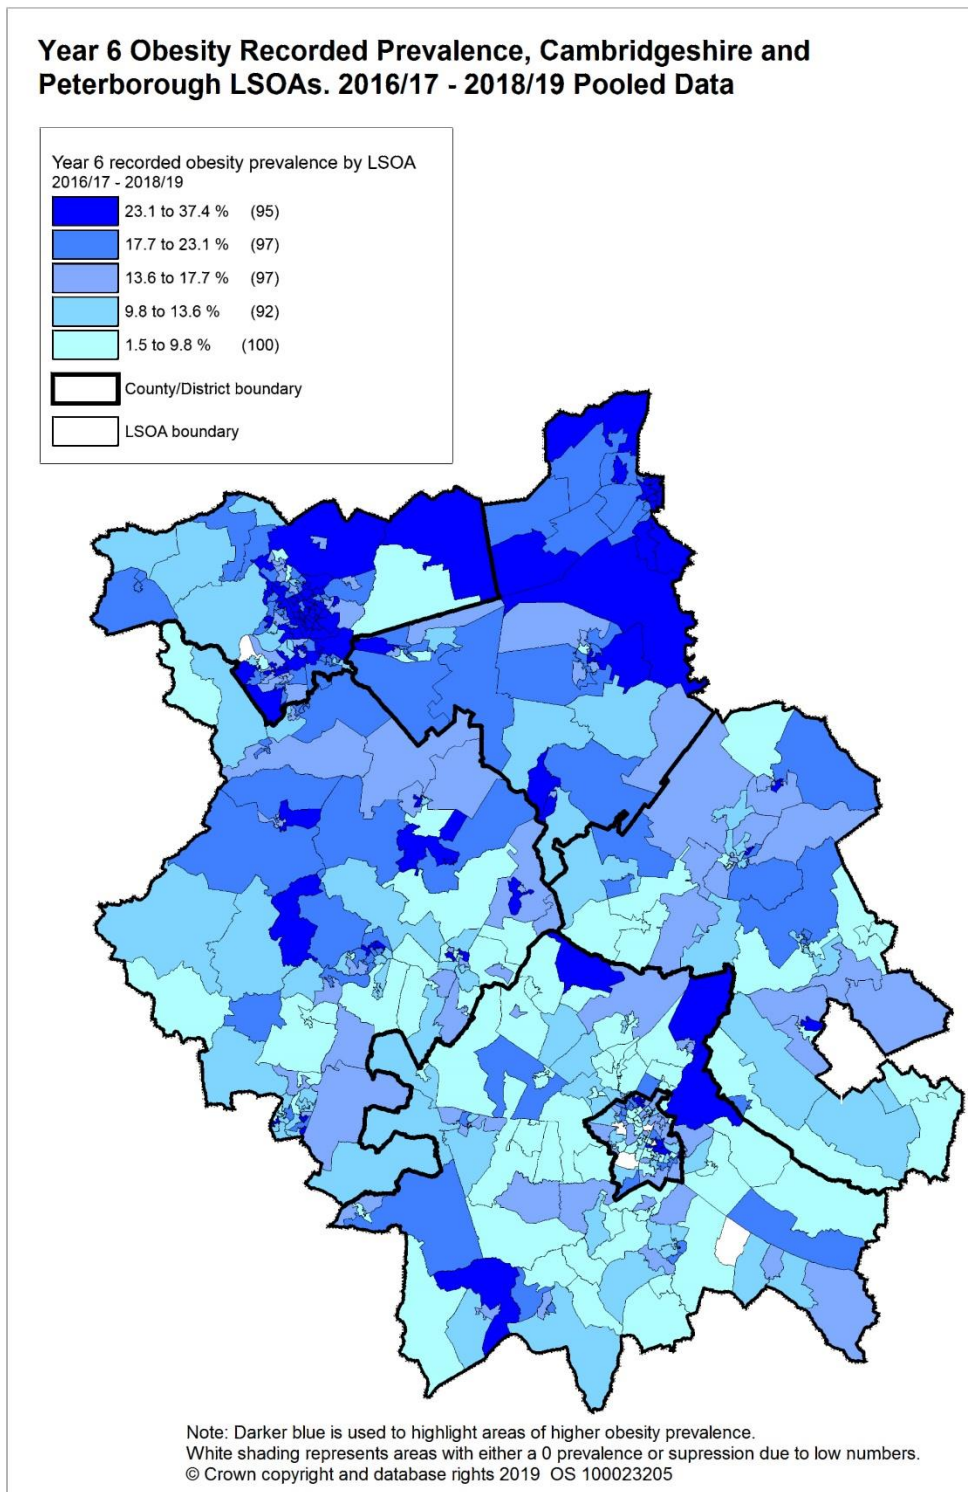 Year 6 Obesity Recorded Prevalence, Cambridgeshire and
Peterborough LSOAs. 2016/17 - 2018/19 Pooled Data
Year 6 recorded obesity prevalence by LSOA
2016/17 - 2018/19
23.1 to 37.4 % (95)
17.7 to 23.1 % (97)
13.6 to 17.7 % (97)
9.8 to 13.6 % (92)
1.5 to 9.8 % (100)
County/District boundary
LSOA boundary
Note: Darker blue is used to highlight areas of higher obesity prevalence.
White shading represents areas with either a 0 prevalence or supression due to low numbers.
© Crown copyright and database rights 2019 OS 100023205